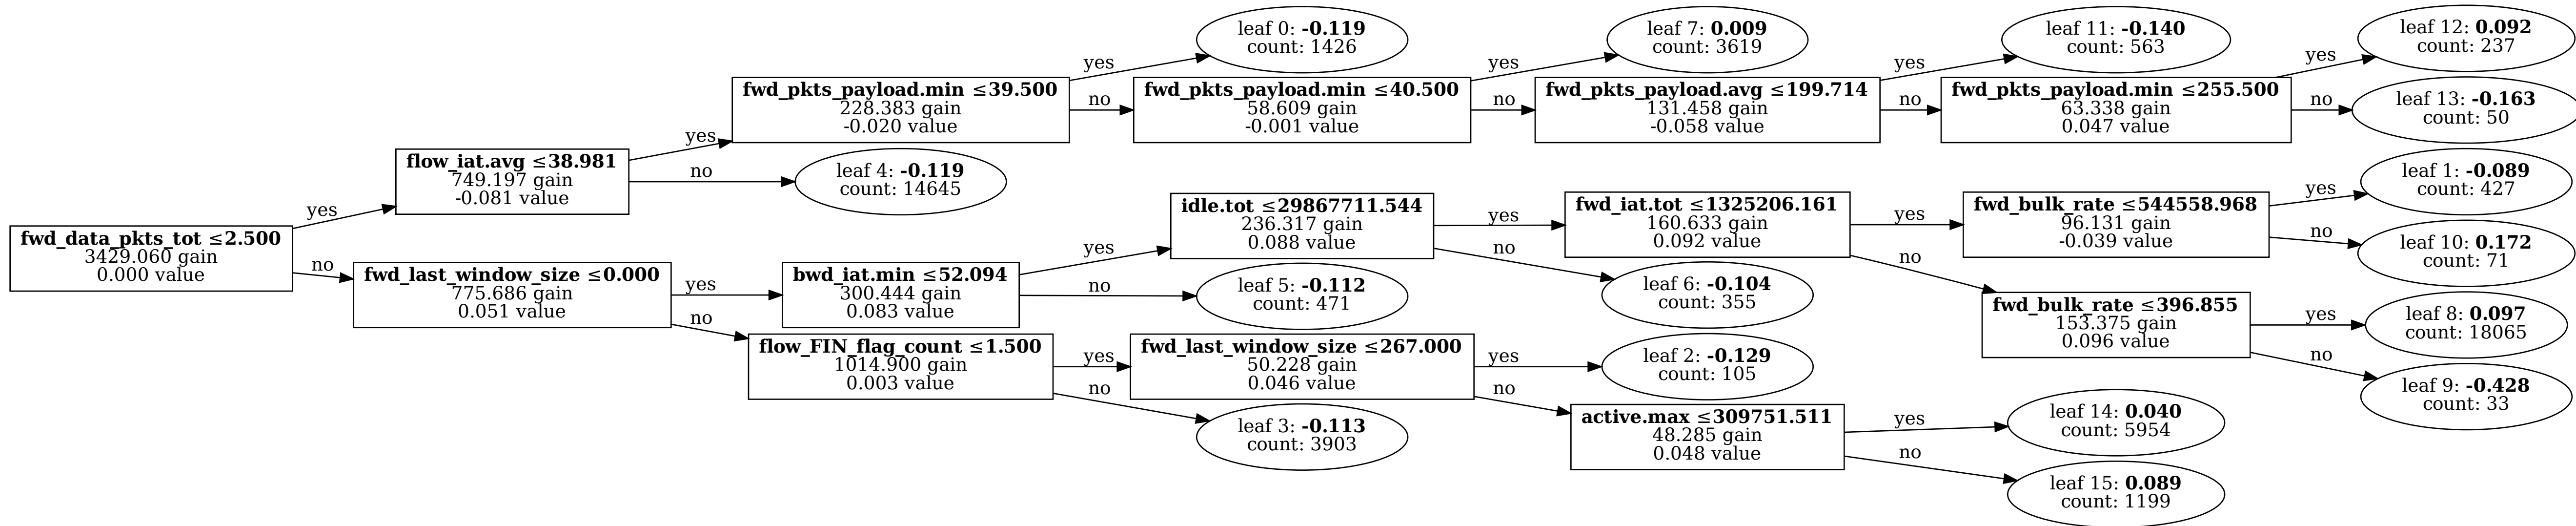 fwd_data_pkts_tot ≤2.500
3429.060 gain
0.000 value
yes
no
flow_iat.avg ≤38.981
749.197 gain
-0.081 value
yes
no
fwd_last_window_size ≤0.000
775.686 gain
0.051 value
yes
no
fwd_pkts_payload.min ≤39.500
228.383 gain
-0.020 value
yes
no
leaf 4: -0.119
count: 14645
bwd_iat.min ≤52.094
300.444 gain
0.083 value
yes
no
flow_FIN_flag_count ≤1.500
1014.900 gain
0.003 value
yes
no
leaf 0: -0.119
count: 1426
fwd_pkts_payload.min ≤40.500
58.609 gain
-0.001 value
yes
no
idle.tot ≤29867711.544
236.317 gain
0.088 value
yes
no
leaf 5: -0.112
count: 471
fwd_last_window_size ≤267.000
50.228 gain
0.046 value
yes
no
leaf 3: -0.113
count: 3903
leaf 7: 0.009
count: 3619
fwd_pkts_payload.avg ≤199.714
131.458 gain
-0.058 value
yes
no
fwd_iat.tot ≤1325206.161
160.633 gain
0.092 value
yes
no
leaf 6: -0.104
count: 355
leaf 2: -0.129
count: 105
active.max ≤309751.511
48.285 gain
0.048 value
yes
no
leaf 11: -0.140
count: 563
fwd_pkts_payload.min ≤255.500
63.338 gain
0.047 value
yes
no
fwd_bulk_rate ≤544558.968
96.131 gain
-0.039 value
yes
no
fwd_bulk_rate ≤396.855
153.375 gain
0.096 value
yes
no
leaf 14: 0.040
count: 5954
leaf 15: 0.089
count: 1199
leaf 12: 0.092
count: 237
leaf 13: -0.163
count: 50
leaf 1: -0.089
count: 427
leaf 10: 0.172
count: 71
leaf 8: 0.097
count: 18065
leaf 9: -0.428
count: 33